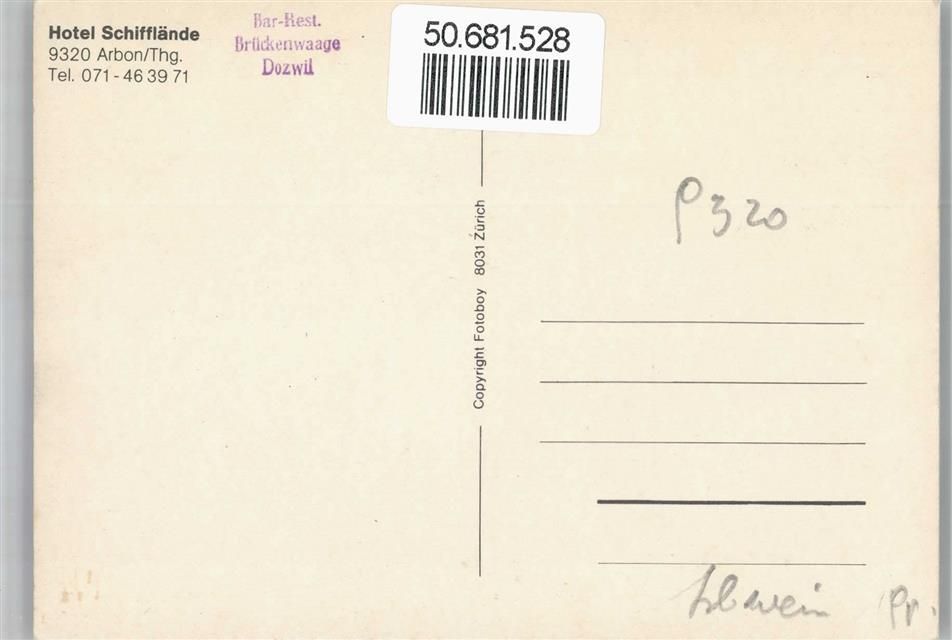 Hotel Schifflände
9320 Arbon/Thg.
Tel. 071 - 46 39 71
Bar-Rest.
Brückenwaage
Dozwil
50.681.528
Copyright Fotoboy 8031 Zürich
9320